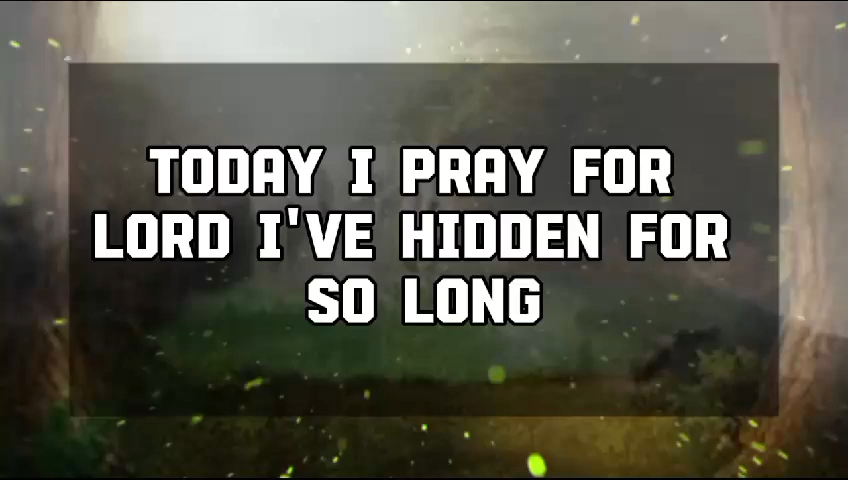 TODAY I PRAY FOR
LORD I'VE HIDDEN FOR
SO LONG